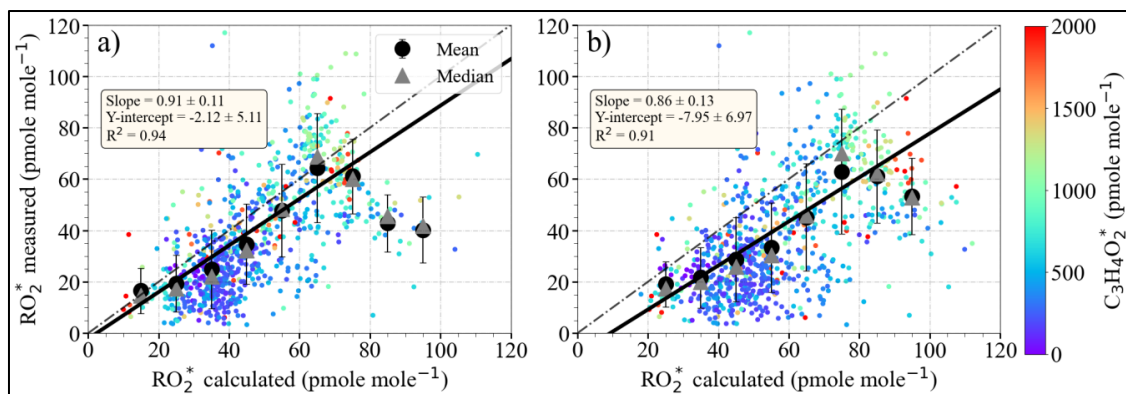 a)
Mean
Median
Slope = 0.91 ± 0.11
Y-intercept = -2.12 ± 5.11
R² = 0.94
120
100
80
60
40
20
0
0 20 40 60 80 100 120
RO₂* measured (pmole mole⁻¹)
RO₂* calculated (pmole mole⁻¹)
b)
Slope = 0.86 ± 0.13
Y-intercept = -7.95 ± 6.97
R² = 0.91
120
100
80
60
40
20
0
0 20 40 60 80 100 120
RO₂* calculated (pmole mole⁻¹)
2000
1500
1000
500
0
C₃H₄O₂* (pmole mole⁻¹)